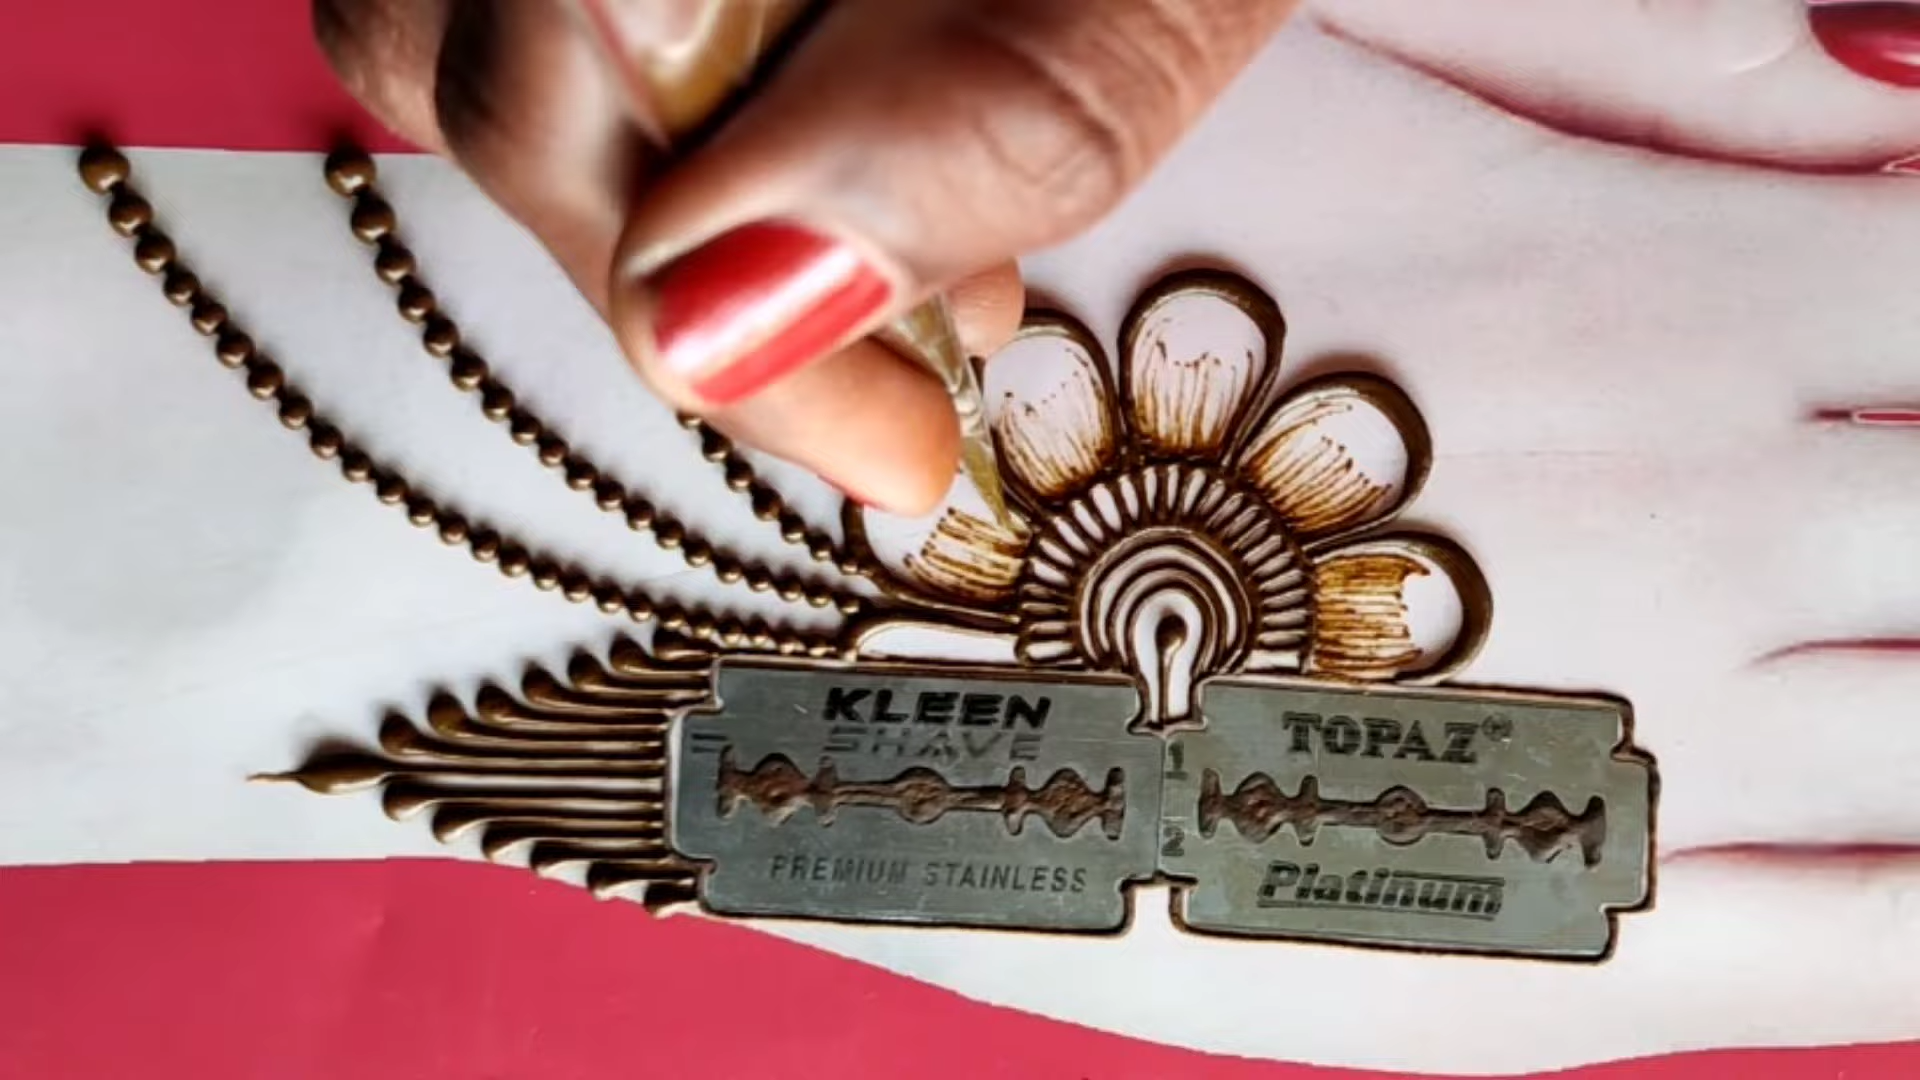 KLEEN
SHAVE
PREMIUM STAINLESS
1
2
TOPAZ®
Platinum